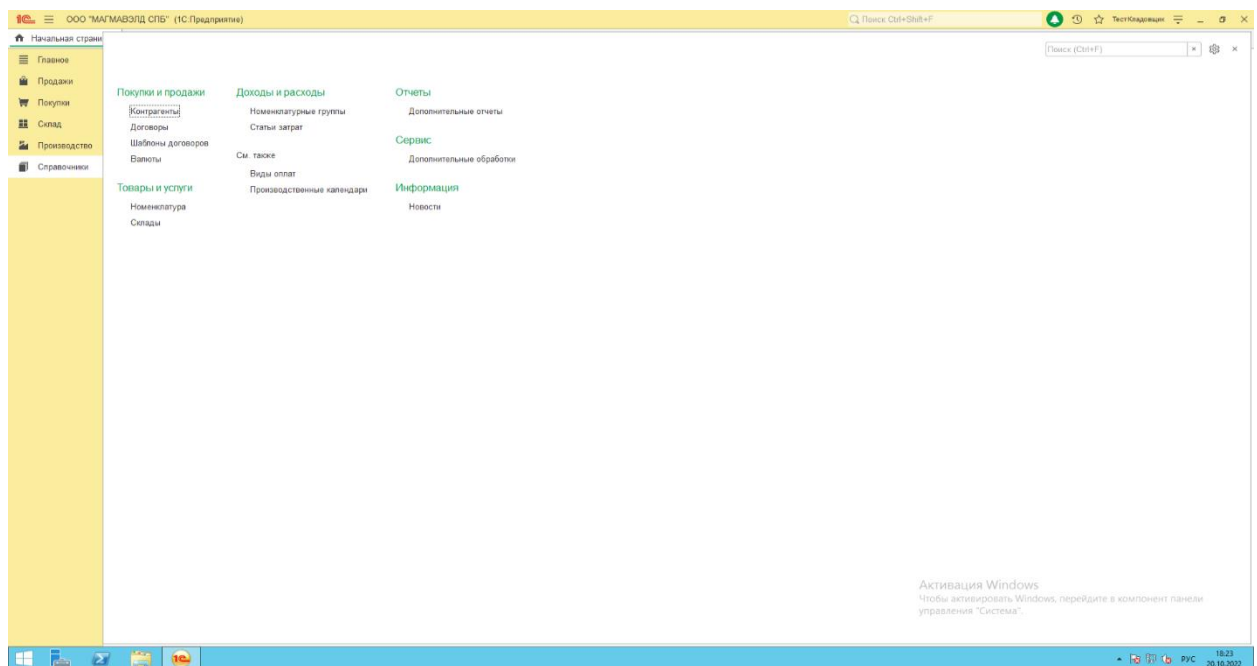 1С ООО "МАГМАВЭЛД СПБ" (1С:Предприятие)
Поиск Ctrl+Shift+F
ТестКладовщик
Начальная страни
Поиск (Ctrl+F)
Главное
Продажи
Покупки
Склад
Производство
Справочники
Покупки и продажи
Контрагенты
Договоры
Шаблоны договоров
Валюты
Товары и услуги
Номенклатура
Склады
Доходы и расходы
Номенклатурные группы
Статьи затрат
См. также
Виды оплат
Производственные календари
Отчеты
Дополнительные отчеты
Сервис
Дополнительные обработки
Информация
Новости
Активация Windows
Чтобы активировать Windows, перейдите в компонент панели
управления "Система".
1С
РУС
18:23
20.10.2022